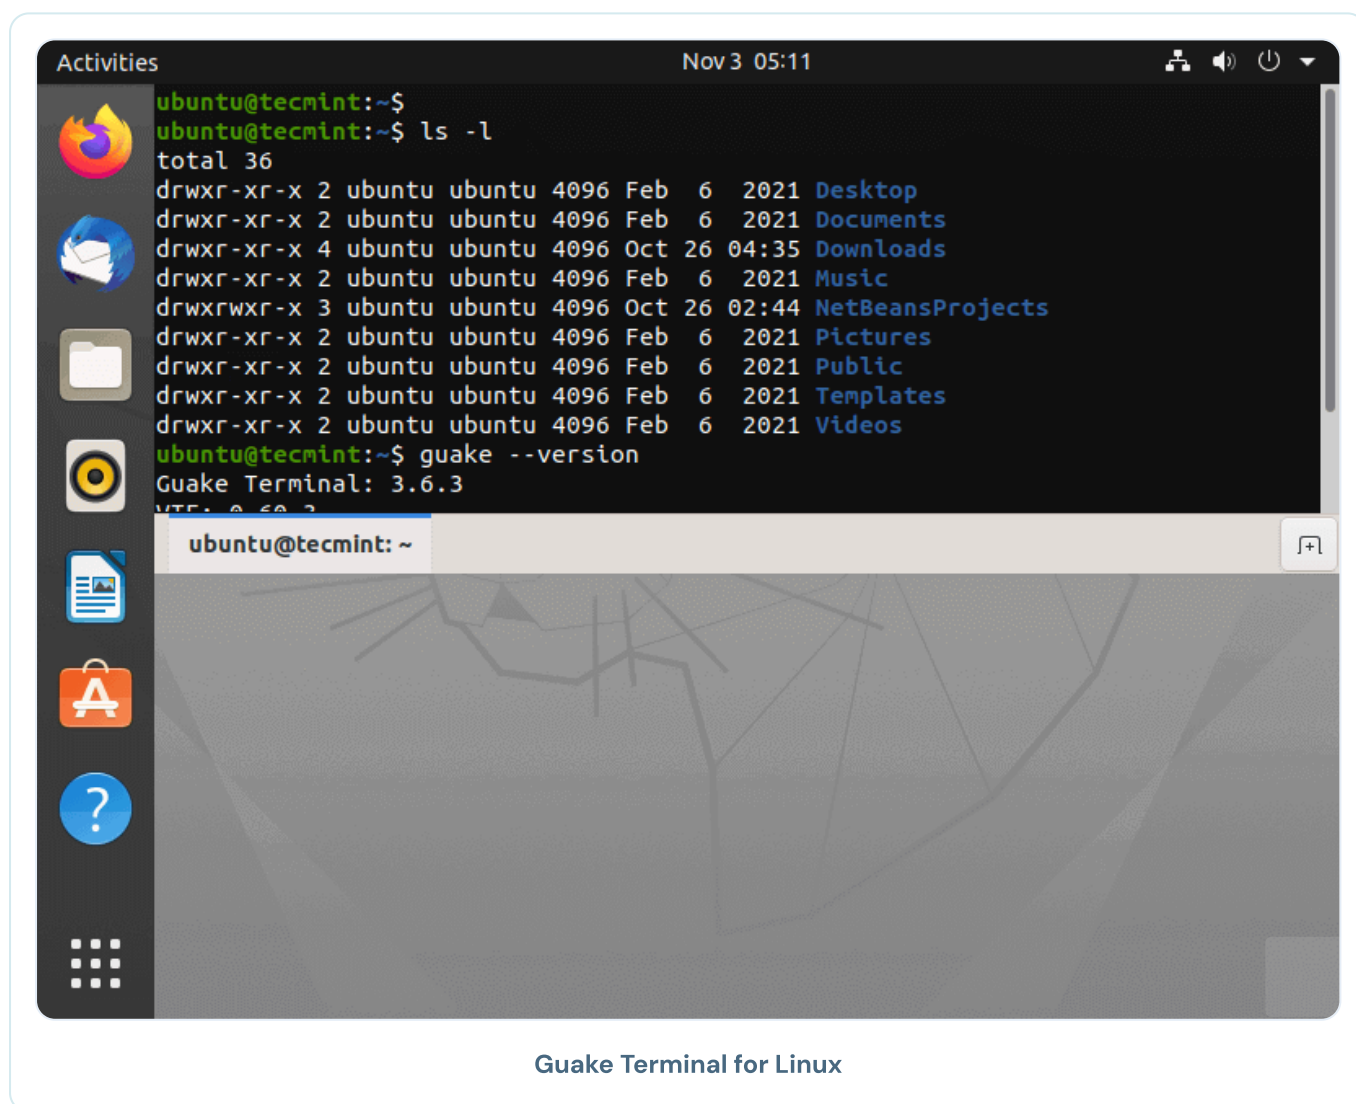 Activities
Nov 3 05:11
ubuntu@tecmint:~$
ubuntu@tecmint:~$ ls -l
total 36
drwxr-xr-x 2 ubuntu ubuntu 4096 Feb  6  2021 Desktop
drwxr-xr-x 2 ubuntu ubuntu 4096 Feb  6  2021 Documents
drwxr-xr-x 4 ubuntu ubuntu 4096 Oct 26 04:35 Downloads
drwxr-xr-x 2 ubuntu ubuntu 4096 Feb  6  2021 Music
drwxrwxr-x 3 ubuntu ubuntu 4096 Oct 26 02:44 NetBeansProjects
drwxr-xr-x 2 ubuntu ubuntu 4096 Feb  6  2021 Pictures
drwxr-xr-x 2 ubuntu ubuntu 4096 Feb  6  2021 Public
drwxr-xr-x 2 ubuntu ubuntu 4096 Feb  6  2021 Templates
drwxr-xr-x 2 ubuntu ubuntu 4096 Feb  6  2021 Videos
ubuntu@tecmint:~$ guake --version
Guake Terminal: 3.6.3
ubuntu@tecmint: ~
Guake Terminal for Linux